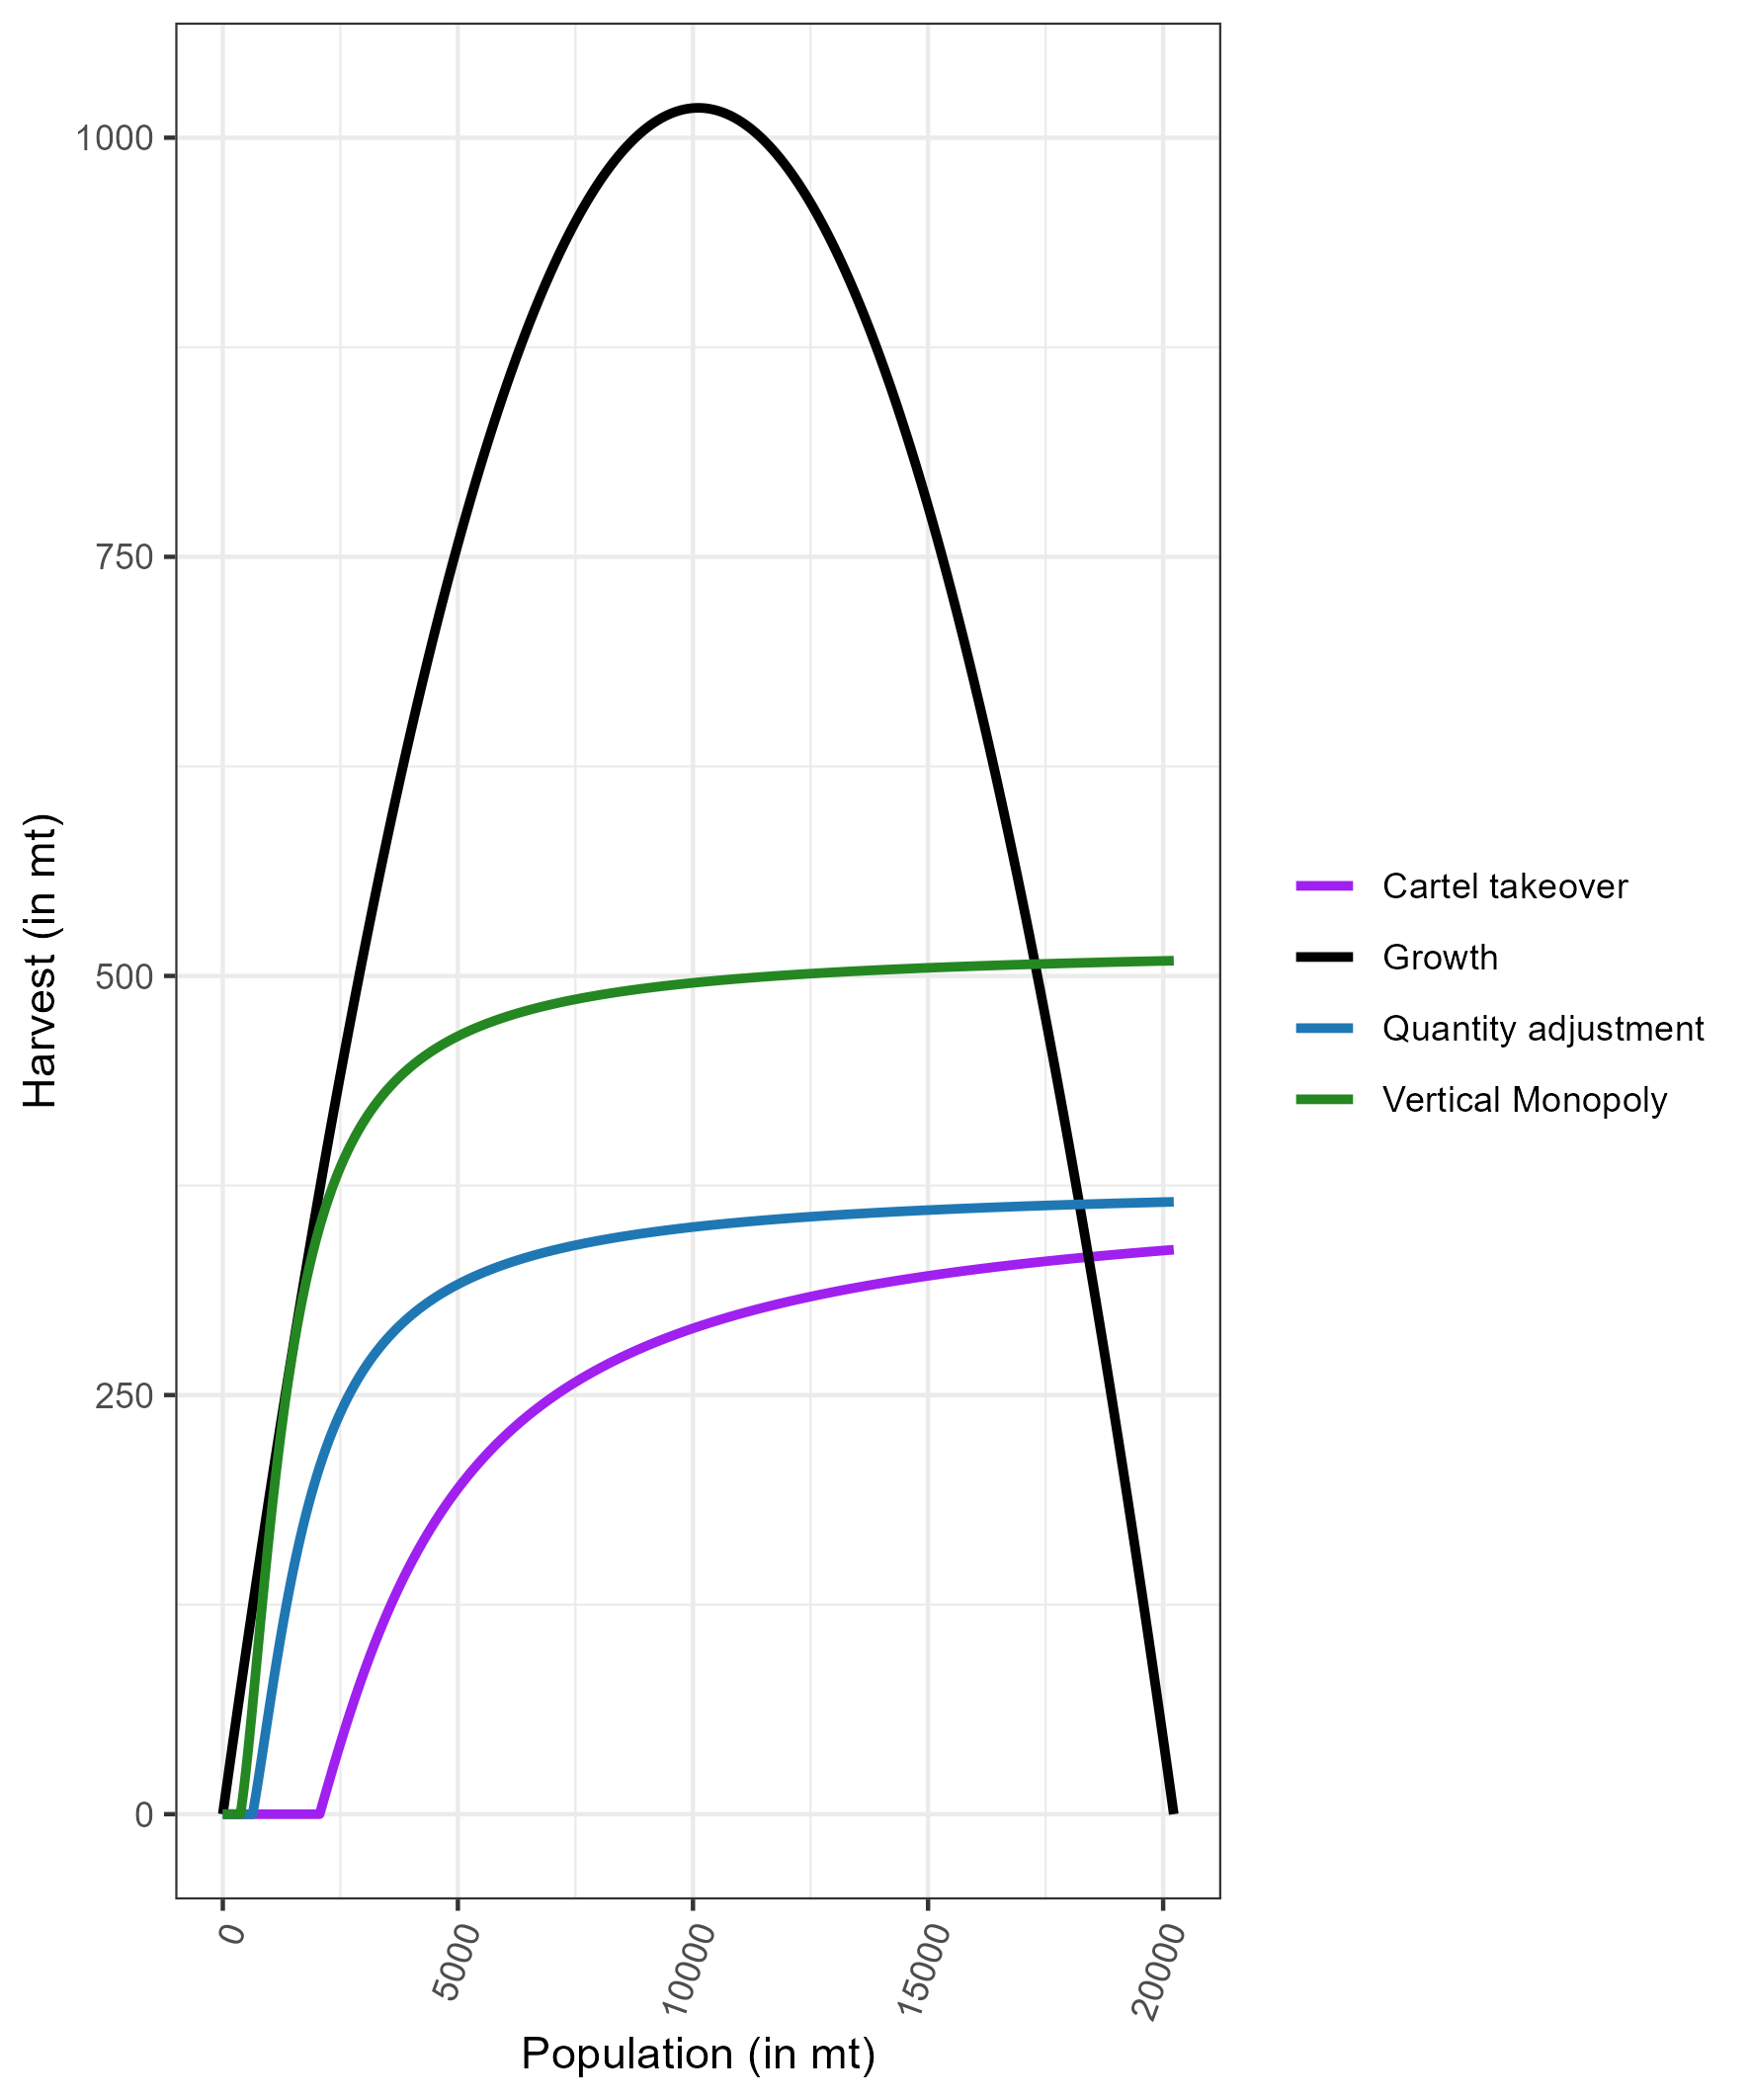 1000
750
500
250
0
Harvest (in mt)
0
5000
10000
15000
20000
Population (in mt)
Cartel takeover
Growth
Quantity adjustment
Vertical Monopoly